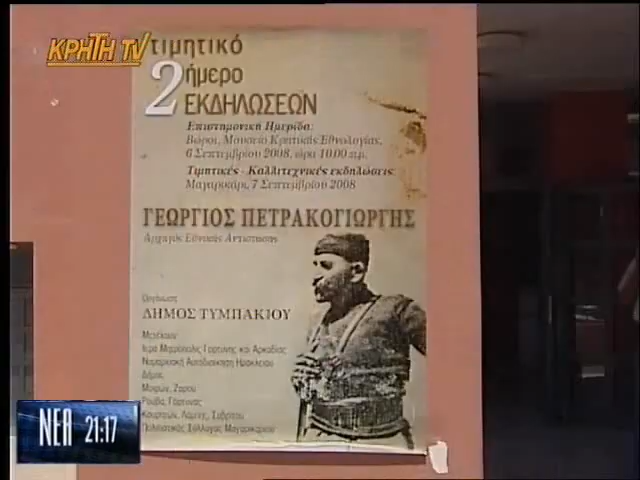 ΚΡΗΤΗ TV
τιμητικό
2ήμερο
ΕΚΔΗΛΩΣΕΩΝ
Επιστημονική Ημερίδα:
Βώροι, Μουσείο Κρητικής Εθνολογίας,
6 Σεπτεμβρίου 2008, ώρα 10.00 π.μ.
Τιμητικές - Καλλιτεχνικές εκδηλώσεις:
Μαγαρικάρι, 7 Σεπτεμβρίου 2008
ΓΕΩΡΓΙΟΣ ΠΕΤΡΑΚΟΓΙΩΡΓΗΣ
Αρχηγός Εθνικής Αντίστασης
Οργάνωση
ΔΗΜΟΣ ΤΥΜΠΑΚΙΟΥ
Μετέχουν:
Ιερά Μητρόπολις Γορτύνης και Αρκαδίας
Νομαρχιακή Αυτοδιοίκηση Ηρακλείου
Δήμοι:
Μοιρών, Ζαρού
Ρούβα, Γόρτυνας
Κουρητών, Λάμπης, Σιβρίτου
Πολιτιστικός Σύλλογος Μαγαρικαρίου
ΝΕΑ 21:17